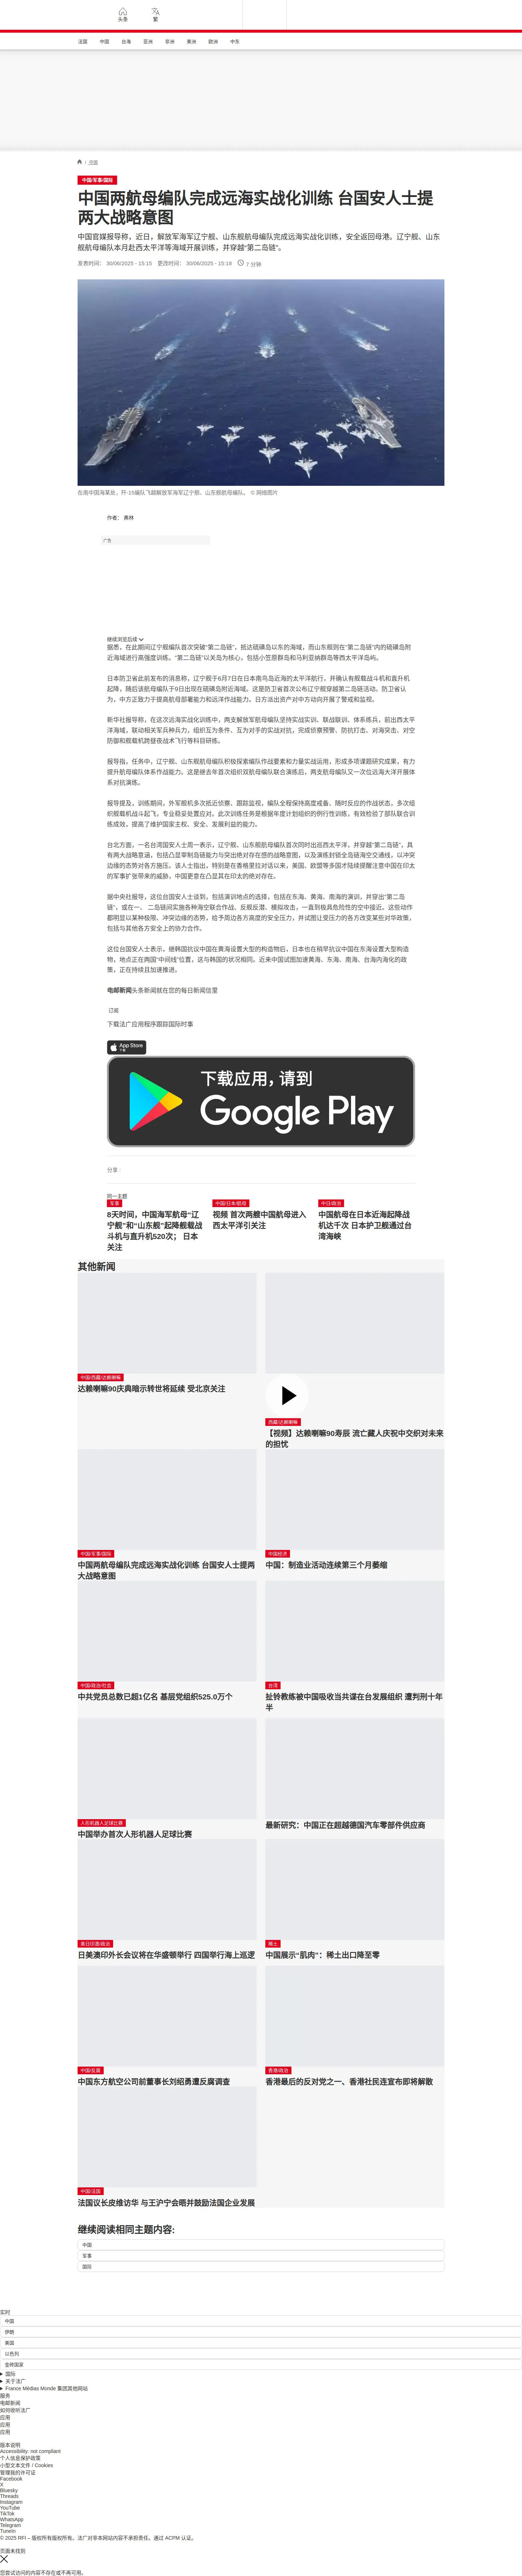 头条
繁
法国 中国 台海 亚洲 非洲 美洲 欧洲 中东
/ 中国
中国/军事/国际
中国两航母编队完成远海实战化训练 台国安人士提
两大战略意图
中国官媒报导称，近日，解放军海军辽宁舰、山东舰航母编队完成远海实战化训练，安全返回母港。辽宁舰、山东
舰航母编队本月赴西太平洋等海域开展训练，并穿越“第二岛链”。
发表时间： 30/06/2025 - 15:15 更改时间： 30/06/2025 - 15:18 7 分钟
在南中国海某处，歼-15编队飞越解放军海军辽宁舰、山东舰航母编队。 © 网络图片
作者： 弗林
广告
继续浏览后续
据悉，在此期间辽宁舰编队首次突破“第二岛链”，抵达硫磺岛以东的海域，而山东舰则在“第二岛链”内的硫磺岛附
近海域进行高强度训练。“第二岛链”以关岛为核心，包括小笠原群岛和马利亚纳群岛等西太平洋岛屿。
日本防卫省此前发布的消息称，辽宁舰于6月7日在日本南鸟岛近海的太平洋航行，并确认有舰载战斗机和直升机
起降，随后该航母编队于9日出现在硫磺岛附近海域。这是防卫省首次公布辽宁舰穿越第二岛链活动。防卫省认
为，中方正致力于提高航母部署能力和远洋作战能力。日方派出资产对中方动向开展了警戒和监视。
新华社报导称，在这次远海实战化训练中，两支解放军航母编队坚持实战实训、联战联训、体系练兵，前出西太平
洋海域，联动相关军兵种兵力，组织互为条件、互为对手的实战对抗，完成侦察预警、防抗打击、对海突击、对空
防御和舰载机跨昼夜战术飞行等科目研练。
报导指，任务中，辽宁舰、山东舰航母编队积极探索编队作战要素和力量实战运用，形成多项课题研究成果，有力
提升航母编队体系作战能力。这是继去年首次组织双航母编队联合演练后，两支航母编队又一次位远海大洋开展体
系对抗演练。
报导提及，训练期间，外军舰机多次抵近侦察、跟踪监视，编队全程保持高度戒备、随时反应的作战状态，多次组
织舰载机战斗起飞，专业稳妥处置应对。此次训练任务是根据年度计划组织的例行性训练，有效检验了部队联合训
练成效，提高了维护国家主权、安全、发展利益的能力。
台北方面，一名台湾国安人士周一表示，辽宁舰、山东舰航母编队首次同时出巡西太平洋，并穿越“第二岛链”，具
有两大战略意涵，包括凸显宰制岛链能力与突出绝对存在感的战略意图，以及演练封锁全岛链海空交通线，以冲突
边缘的态势对各方施压。该人士指出，特别是在香格里拉对话以来，美国、欧盟等多国才陆续提醒注意中国在印太
的军事扩张带来的威胁，中国更意在凸显其在印太的绝对存在。
据中央社报导，这位台国安人士谈到，包括演训地点的选择，包括在东海、黄海、南海的演训，并穿出“第二岛
链”，或在一、 二岛链间实施各种海空联合作战、反舰反潜、模拟攻击，一直到极具危险性的空中接近。这些动作
都明显以某种极限、冲突边缘的态势，给予周边各方高度的安全压力，并试图让受压力的各方改变某些对华政策，
包括与其他各方安全上的协力合作。
这位台国安人士表示，继韩国抗议中国在黄海设置大型的构造物后，日本也在稍早抗议中国在东海设置大型构造
物，地点正在两国“中间线”位置，这与韩国的状况相同。近来中国试图加速黄海、东海、南海、台海内海化的政
策，正在持续且加速推进。
电邮新闻头条新闻就在您的每日新闻信里
订阅
下载法广应用程序跟踪国际时事
App Store
下载
下载应用，请到
Google Play
分享 :
同一主题
军事
8天时间，中国海军航母“辽
宁舰”和“山东舰”起降舰载战
斗机与直升机520次； 日本
关注
中国/日本/航母
视频 首次两艘中国航母进入
西太平洋引关注
中日/政治
中国航母在日本近海起降战
机达千次 日本护卫舰通过台
湾海峡
其他新闻
中国/西藏/达赖喇嘛
达赖喇嘛90庆典暗示转世将延续 受北京关注
西藏/达赖喇嘛
【视频】达赖喇嘛90寿辰 流亡藏人庆祝中交织对未来
的担忧
中国/军事/国际
中国两航母编队完成远海实战化训练 台国安人士提两
大战略意图
中国经济
中国：制造业活动连续第三个月萎缩
中国/政治/社会
中共党员总数已超1亿名 基层党组织525.0万个
台湾
扯铃教练被中国吸收当共谍在台发展组织 遭判刑十年
半
人形机器人足球比赛
中国举办首次人形机器人足球比赛
最新研究：中国正在超越德国汽车零部件供应商
美日印澳/政治
日美澳印外长会议将在华盛顿举行 四国举行海上巡逻
稀土
中国展示“肌肉”：稀土出口降至零
中国/反腐
中国东方航空公司前董事长刘绍勇遭反腐调查
香港/政治
香港最后的反对党之一、香港社民连宣布即将解散
中国/法国
法国议长皮维访华 与王沪宁会晤并鼓励法国企业发展
继续阅读相同主题内容:
中国
军事
国际
实时
中国
伊朗
美国
以色列
金砖国家
国际
关于法广
France Médias Monde 集团其他网站
服务
电邮新闻
如何收听法广
应用
应用
应用
版本说明
Accessibility: not compliant
个人信息保护政策
小型文本文件 / Cookies
管理我的许可证
Facebook
X
Bluesky
Threads
Instagram
YouTube
TikTok
WhatsApp
Telegram
TuneIn
© 2025 RFI – 版权所有版权所有。法广对非本网站内容不承担责任。通过 ACPM 认证。
页面未找到
您尝试访问的内容不存在或不再可用。